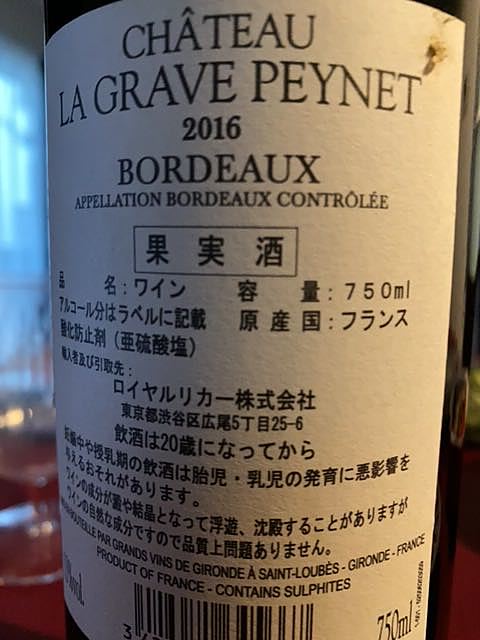 CHÂTEAU
LA GRAVE PEYNET
2016
BORDEAUX
APPELLATION BORDEAUX CONTRÔLÉE
果実酒
品名：ワイン 容量：750ml
アルコール分はラベルに記載 原産国：フランス
酸化防止剤（亜硫酸塩）
輸入者及び引取先：
ロイヤルリカー株式会社
東京都渋谷区広尾5丁目25-6
飲酒は20歳になってから
妊娠中や授乳期の飲酒は胎児・乳児の発育に悪影響を
与えるおそれがあります。
ワインの成分が澱や結晶となって浮遊、沈殿することがありますが
ワインの自然な成分ですので品質上問題ありません。
PAR GRANDS VINS DE GIRONDE À SAINT-LOUBÈS - GIRONDE - FRANCE
PRODUCT OF FRANCE - CONTAINS SULPHITES
750ml